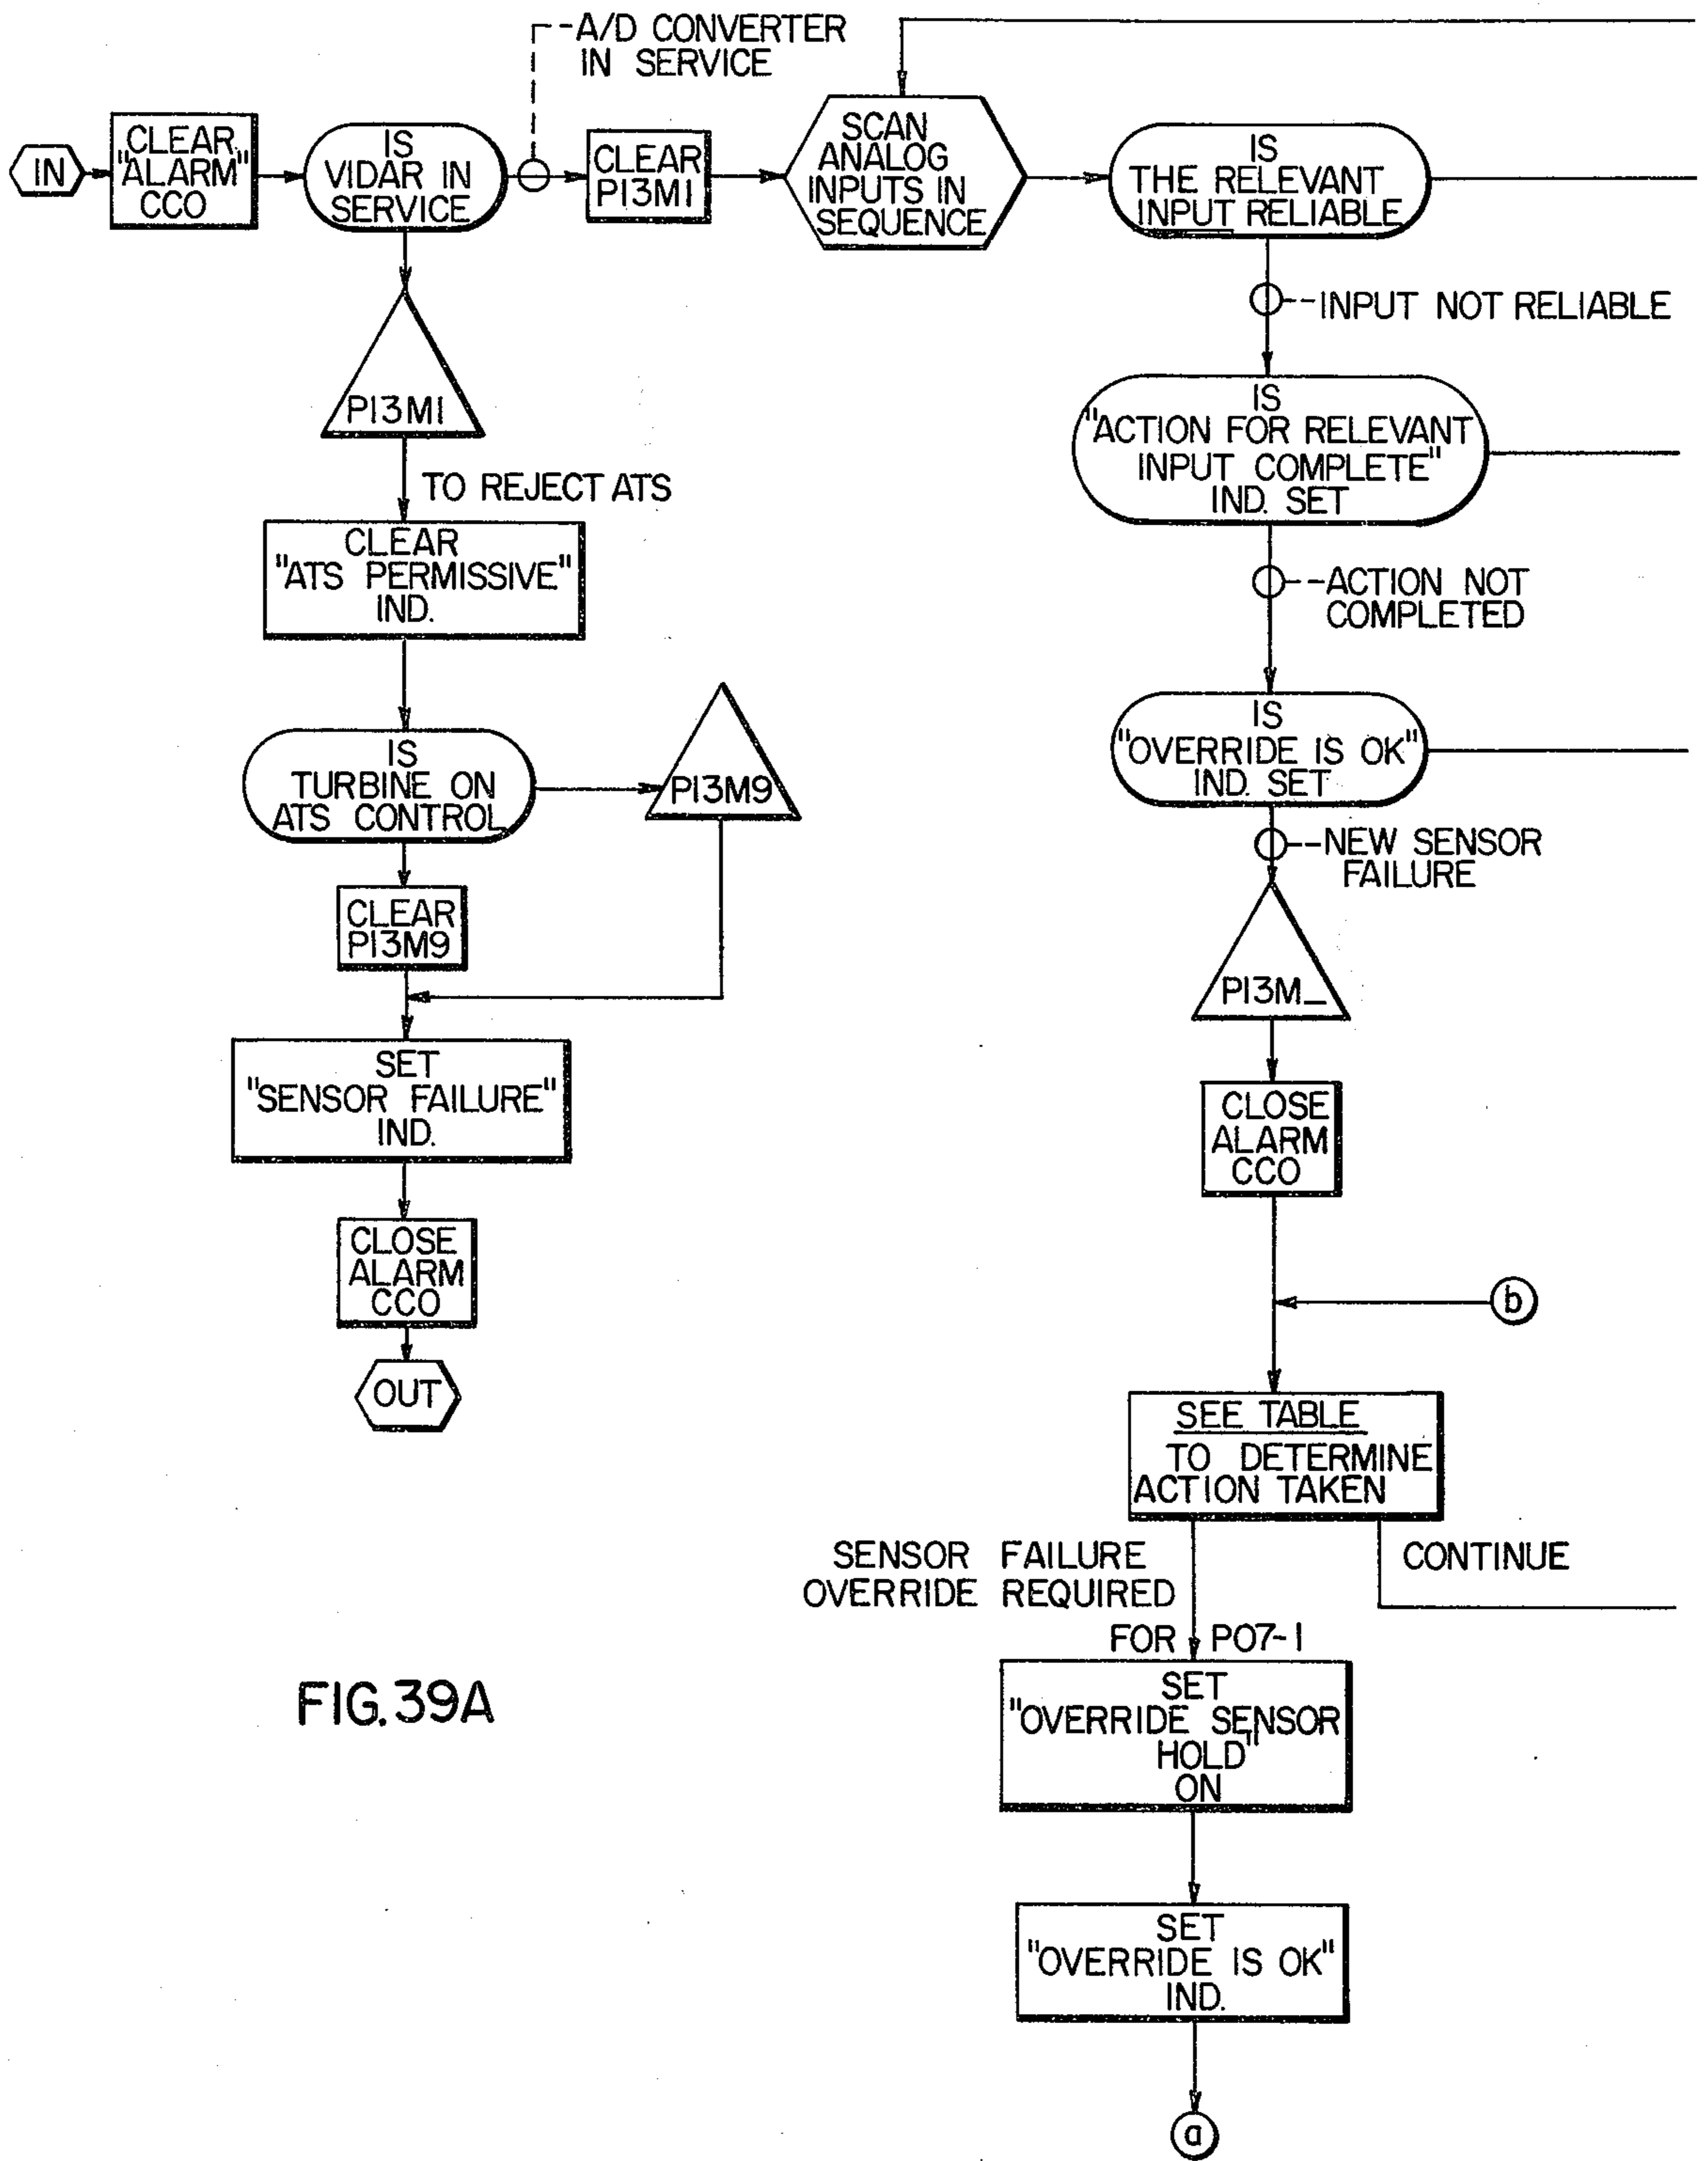 A/D CONVERTER
IN SERVICE
IN
CLEAR
"ALARM"
CCO
IS
VIDAR IN
SERVICE
CLEAR
P13M1
SCAN
ANALOG
INPUTS IN
SEQUENCE
IS
THE RELEVANT
INPUT RELIABLE
P13M1
TO REJECT ATS
CLEAR
"ATS PERMISSIVE"
IND.
IS
TURBINE ON
ATS CONTROL
P13M9
CLEAR
P13M9
SET
"SENSOR FAILURE"
IND.
CLOSE
ALARM
CCO
OUT
INPUT NOT RELIABLE
IS
"ACTION FOR RELEVANT
INPUT COMPLETE"
IND. SET
ACTION NOT
COMPLETED
IS
"OVERRIDE IS OK"
IND. SET
NEW SENSOR
FAILURE
P13M_
CLOSE
ALARM
CCO
b
SEE TABLE
TO DETERMINE
ACTION TAKEN
SENSOR FAILURE
OVERRIDE REQUIRED
CONTINUE
FOR P07-1
SET
"OVERRIDE SENSOR
HOLD"
ON
SET
"OVERRIDE IS OK"
IND.
a
FIG. 39A